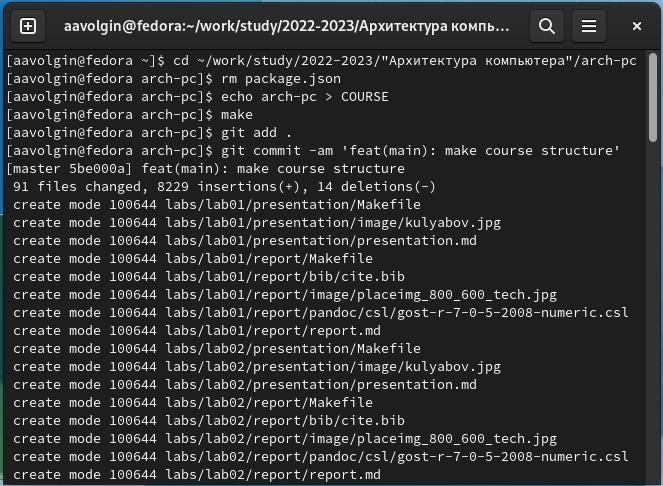 aavolgin@fedora:~/work/study/2022-2023/Архитектура компь...
[aavolgin@fedora ~]$ cd ~/work/study/2022-2023/"Архитектура компьютера"/arch-pc
[aavolgin@fedora arch-pc]$ rm package.json
[aavolgin@fedora arch-pc]$ echo arch-pc > COURSE
[aavolgin@fedora arch-pc]$ make
[aavolgin@fedora arch-pc]$ git add .
[aavolgin@fedora arch-pc]$ git commit -am 'feat(main): make course structure'
[master 5be000a] feat(main): make course structure
 91 files changed, 8229 insertions(+), 14 deletions(-)
 create mode 100644 labs/lab01/presentation/Makefile
 create mode 100644 labs/lab01/presentation/image/kulyabov.jpg
 create mode 100644 labs/lab01/presentation/presentation.md
 create mode 100644 labs/lab01/report/Makefile
 create mode 100644 labs/lab01/report/bib/cite.bib
 create mode 100644 labs/lab01/report/image/placeimg_800_600_tech.jpg
 create mode 100644 labs/lab01/report/pandoc/csl/gost-r-7-0-5-2008-numeric.csl
 create mode 100644 labs/lab01/report/report.md
 create mode 100644 labs/lab02/presentation/Makefile
 create mode 100644 labs/lab02/presentation/image/kulyabov.jpg
 create mode 100644 labs/lab02/presentation/presentation.md
 create mode 100644 labs/lab02/report/Makefile
 create mode 100644 labs/lab02/report/bib/cite.bib
 create mode 100644 labs/lab02/report/image/placeimg_800_600_tech.jpg
 create mode 100644 labs/lab02/report/pandoc/csl/gost-r-7-0-5-2008-numeric.csl
 create mode 100644 labs/lab02/report/report.md